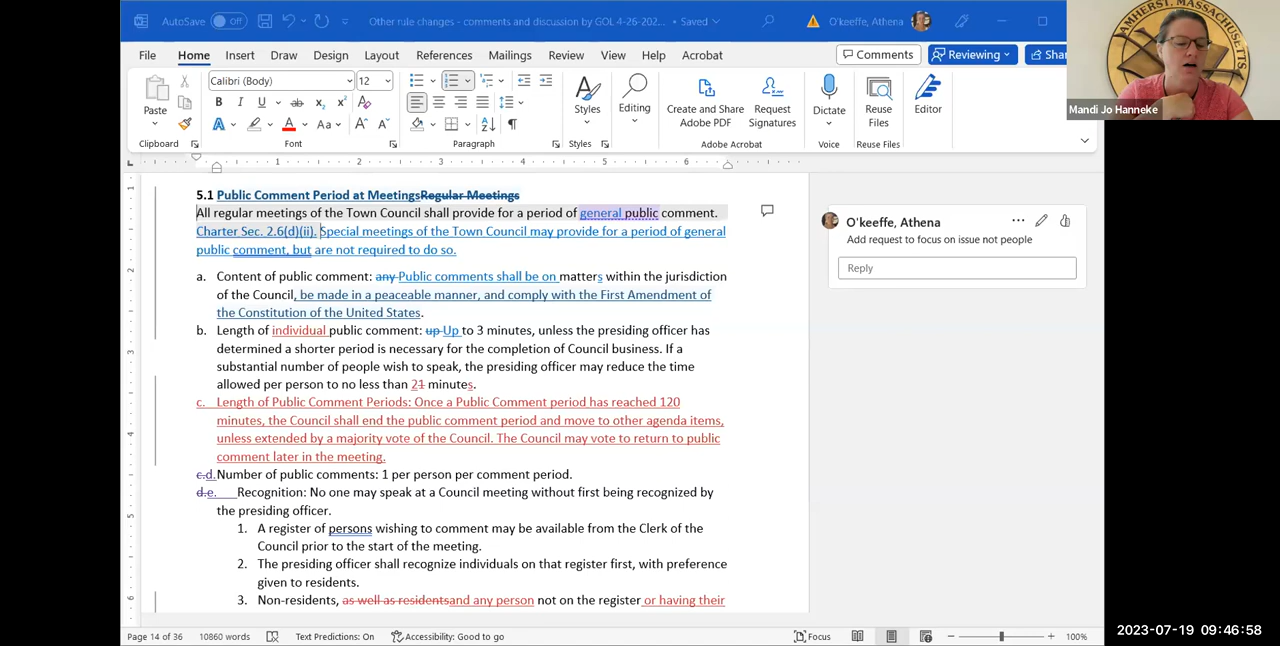 AutoSave Off Other rule changes - comments and discussion by GOL 4-26-202... • Saved O'keeffe, Athena
File Home Insert Draw Design Layout References Mailings Review View Help Acrobat Comments Reviewing Shar
Calibri (Body) 12
Paste
Styles
Editing
Create and Share Adobe PDF
Request Signatures
Dictate
Reuse Files
Editor
Clipboard Font Paragraph Styles Adobe Acrobat Voice Reuse Files
Mandi Jo Hanneke
AMHERST, MASSACHUSETTS
1 2 3 4 5 6
5.1 Public Comment Period at MeetingsRegular Meetings
All regular meetings of the Town Council shall provide for a period of general public comment.
Charter Sec. 2.6(d)(ii). Special meetings of the Town Council may provide for a period of general
public comment, but are not required to do so.
a. Content of public comment: any Public comments shall be on matters within the jurisdiction
of the Council, be made in a peaceable manner, and comply with the First Amendment of
the Constitution of the United States.
b. Length of individual public comment: up Up to 3 minutes, unless the presiding officer has
determined a shorter period is necessary for the completion of Council business. If a
substantial number of people wish to speak, the presiding officer may reduce the time
allowed per person to no less than 21 minutes.
c. Length of Public Comment Periods: Once a Public Comment period has reached 120
minutes, the Council shall end the public comment period and move to other agenda items,
unless extended by a majority vote of the Council. The Council may vote to return to public
comment later in the meeting.
c.d.Number of public comments: 1 per person per comment period.
d.e. Recognition: No one may speak at a Council meeting without first being recognized by
the presiding officer.
1. A register of persons wishing to comment may be available from the Clerk of the
Council prior to the start of the meeting.
2. The presiding officer shall recognize individuals on that register first, with preference
given to residents.
3. Non-residents, as well as residentsand any person not on the register or having their
O'keeffe, Athena
Add request to focus on issue not people
Reply
Page 14 of 36 10860 words Text Predictions: On Accessibility: Good to go Focus 100%
2023-07-19 09:46:58